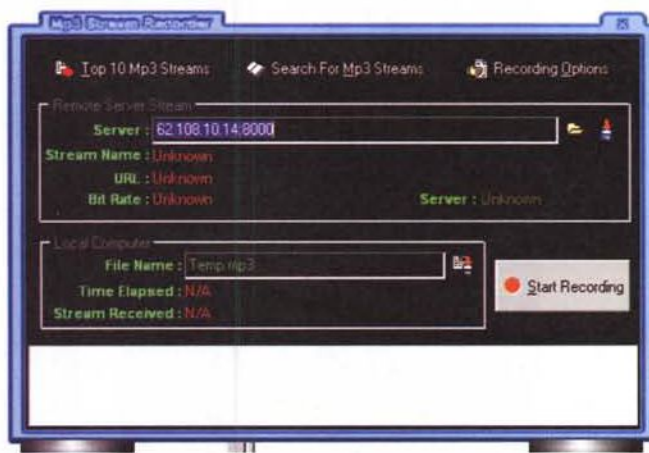 Mp3 Stream Recorder
Top 10 Mp3 Streams Search For Mp3 Streams Recording Options
Remote Server Stream
Server : 62.108.10.14:8000
Stream Name : Unknown
URL : Unknown
Bit Rate : Unknown Server : Unknown
Local Computer
File Name : Temp.mp3
Time Elapsed : N/A
Stream Received : N/A
Start Recording